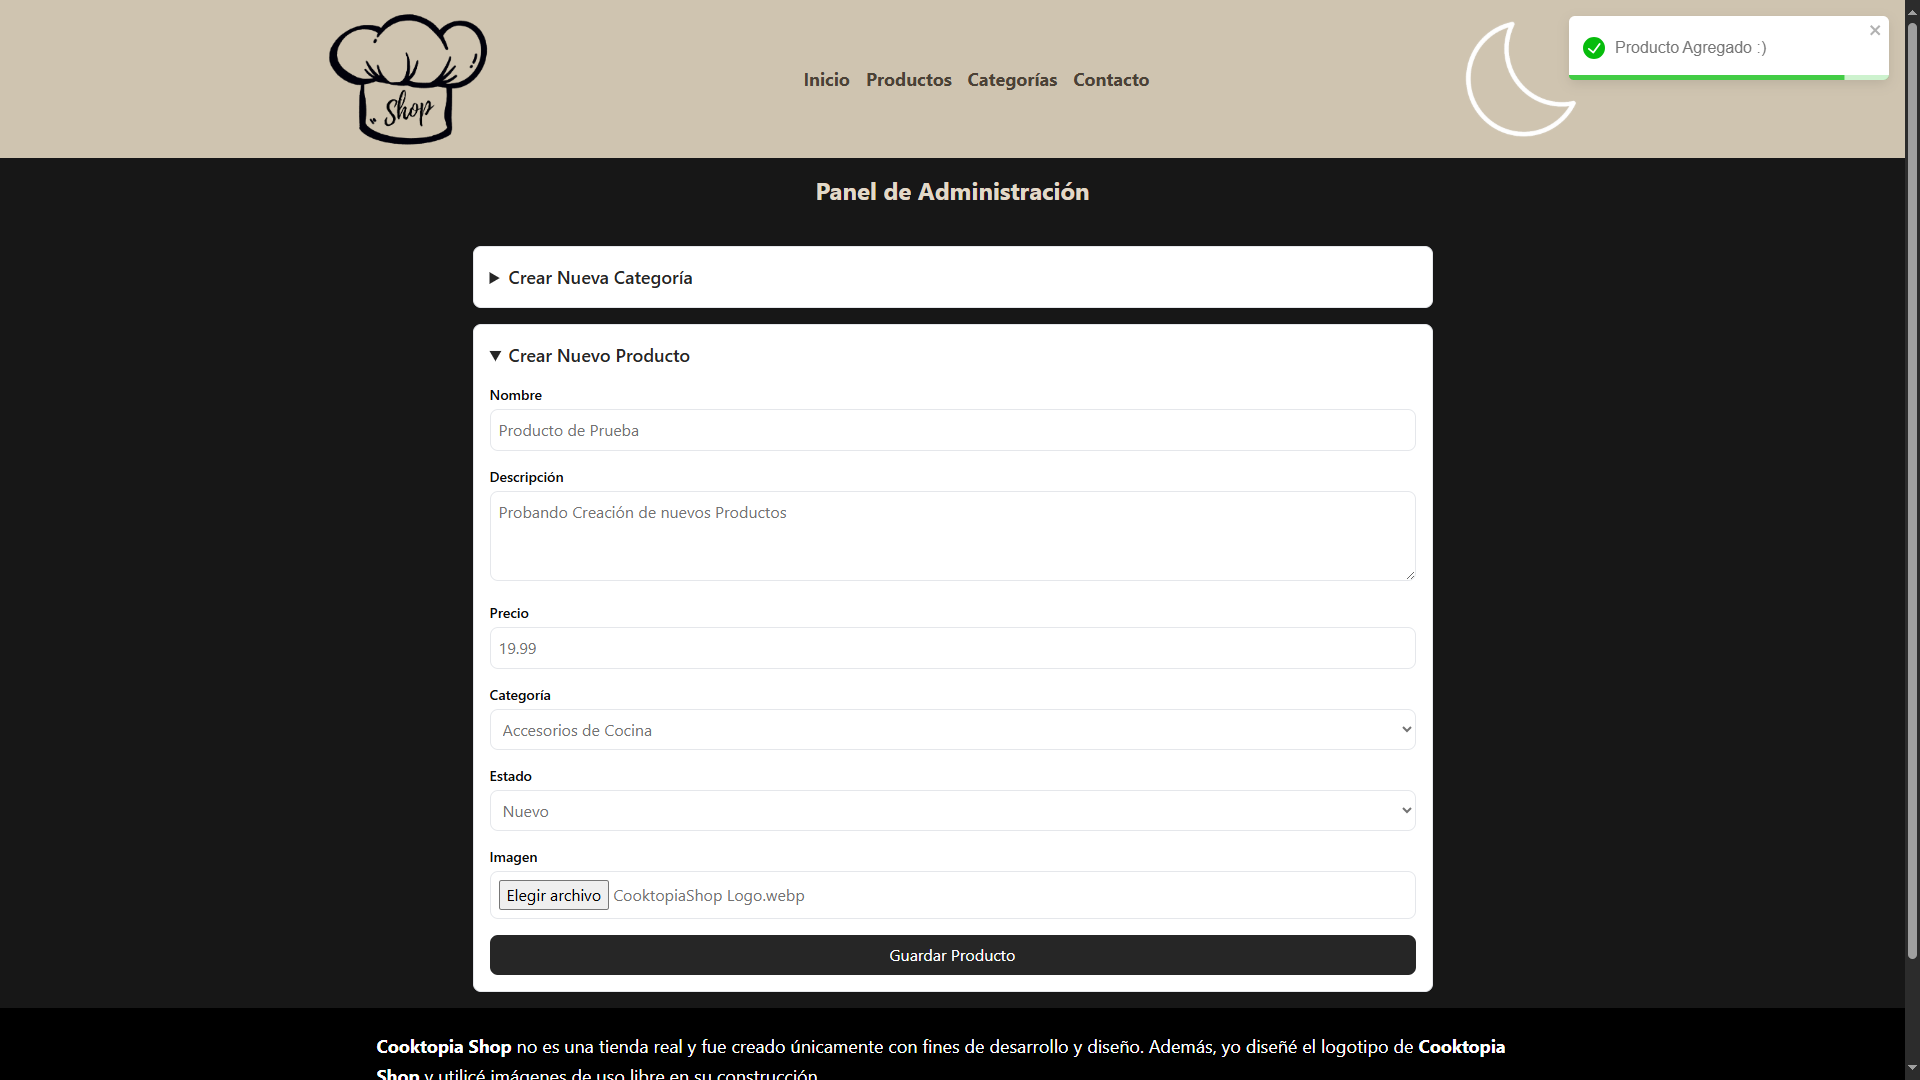 Shop
Inicio Productos Categorías Contacto
Producto Agregado :)
Panel de Administración
Crear Nueva Categoría
Crear Nuevo Producto
Nombre
Producto de Prueba
Descripción
Probando Creación de nuevos Productos
Precio
19.99
Categoría
Accesorios de Cocina
Estado
Nuevo
Imagen
Elegir archivo CooktopiaShop Logo.webp
Guardar Producto
Cooktopia Shop no es una tienda real y fue creado únicamente con fines de desarrollo y diseño. Además, yo diseñé el logotipo de Cooktopia
Shop y utilicé imágenes de uso libre en su construcción.